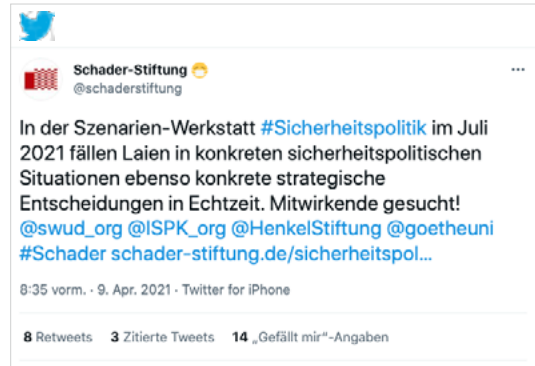 Schader-Stiftung 😷
@schaderstiftung
In der Szenarien-Werkstatt #Sicherheitspolitik im Juli
2021 fällen Laien in konkreten sicherheitspolitischen
Situationen ebenso konkrete strategische
Entscheidungen in Echtzeit. Mitwirkende gesucht!
@swud_org @ISPK_org @HenkelStiftung @goetheuni
#Schader schader-stiftung.de/sicherheitspol...
8:35 vorm. · 9. Apr. 2021 · Twitter for iPhone
8 Retweets 3 Zitierte Tweets 14 „Gefällt mir“-Angaben